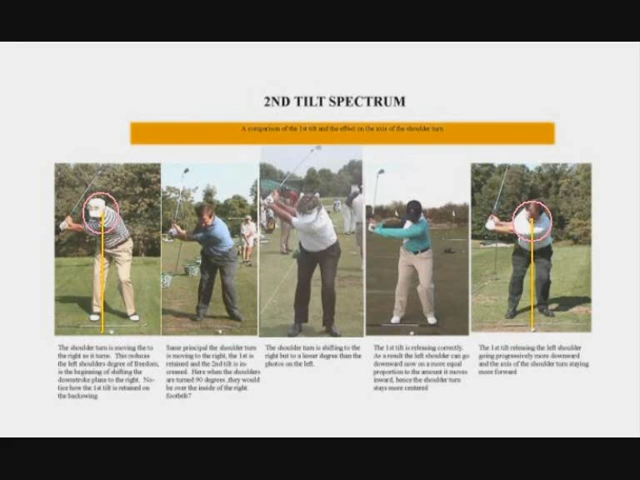 2ND TILT SPECTRUM
A comparison of the 1st tilt and the effect on the axis of the shoulder turn
The shoulder turn is moving the to
the right as it turns. This reduces
the left shoulders degree of freedom,
is the beginning of shifting the
downstroke plane to the right. No-
tice how the 1st tilt is retained on
the backswing
Same principal the shoulder turn
is moving to the right, the 1st is
retained and the 2nd tilt is in-
creased. Here when the shoulders
are turned 90 degrees, they would
be over the inside of the right
The shoulder turn is shifting to the
right but to a lesser degree than the
photos on the left.
The 1st tilt is releasing correctly.
As a result the left shoulder can go
downward now on a more equal
proportion to the amount it moves
inward, hence the shoulder turn
stays more centered
The 1st tilt releasing the left shoulder
going progressively more downward
and the axis of the shoulder turn staying
more forward